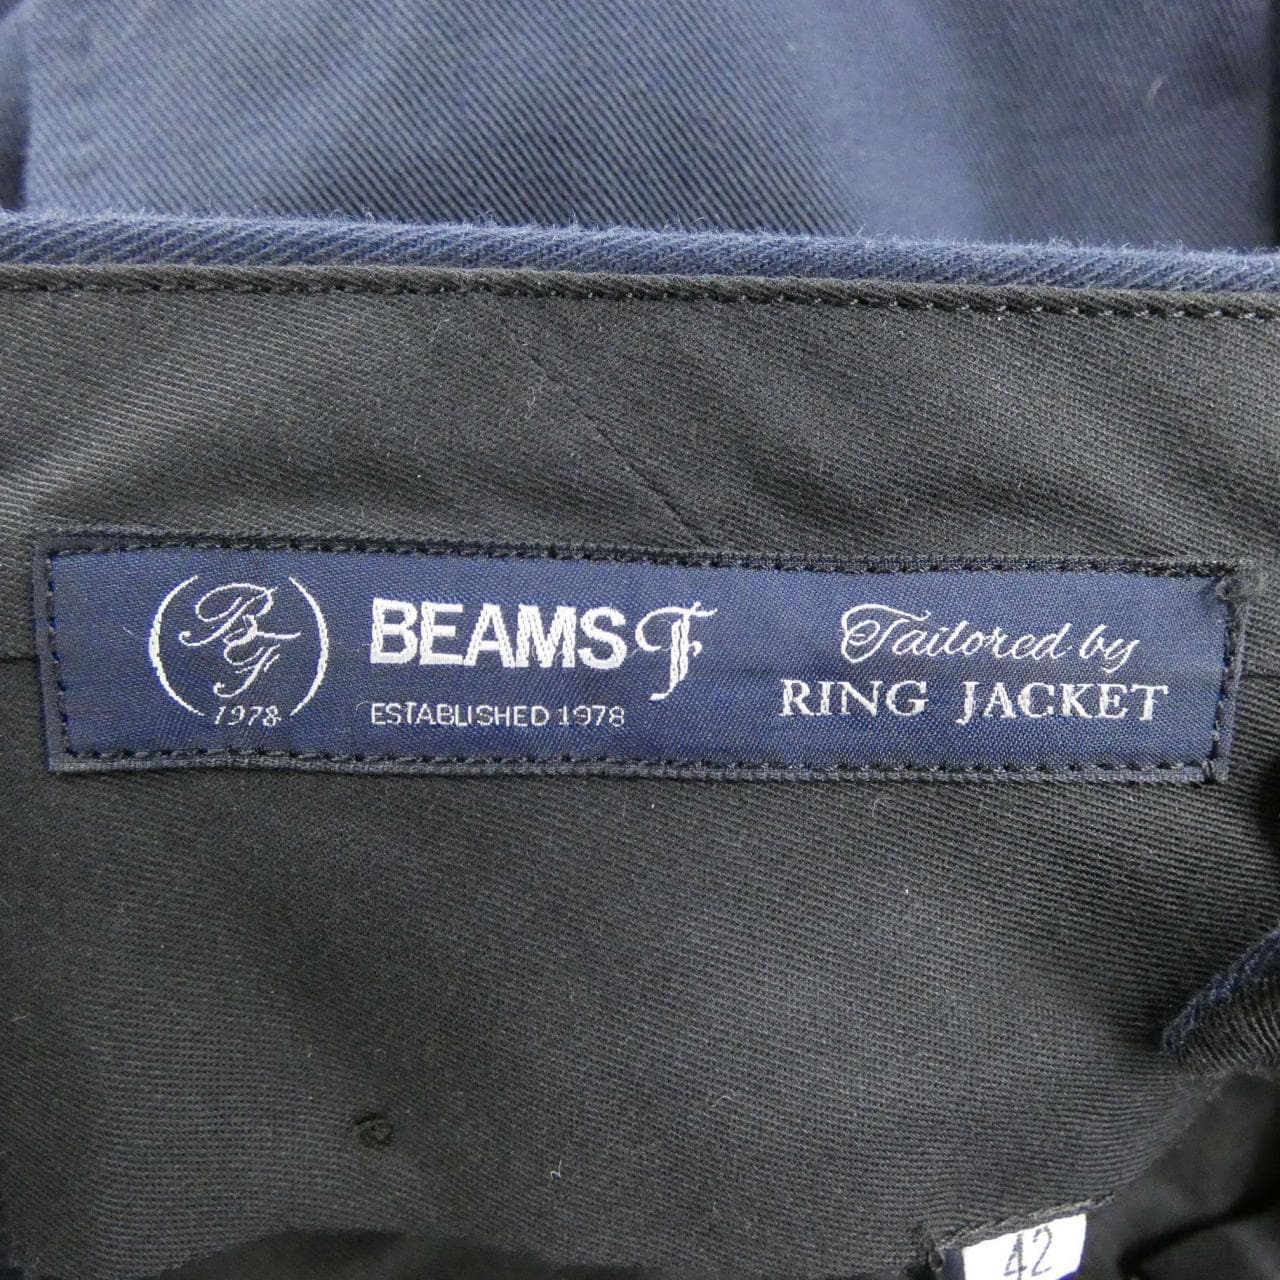 BF
1978
BEAMS F
ESTABLISHED 1978
Tailored by
RING JACKET
42